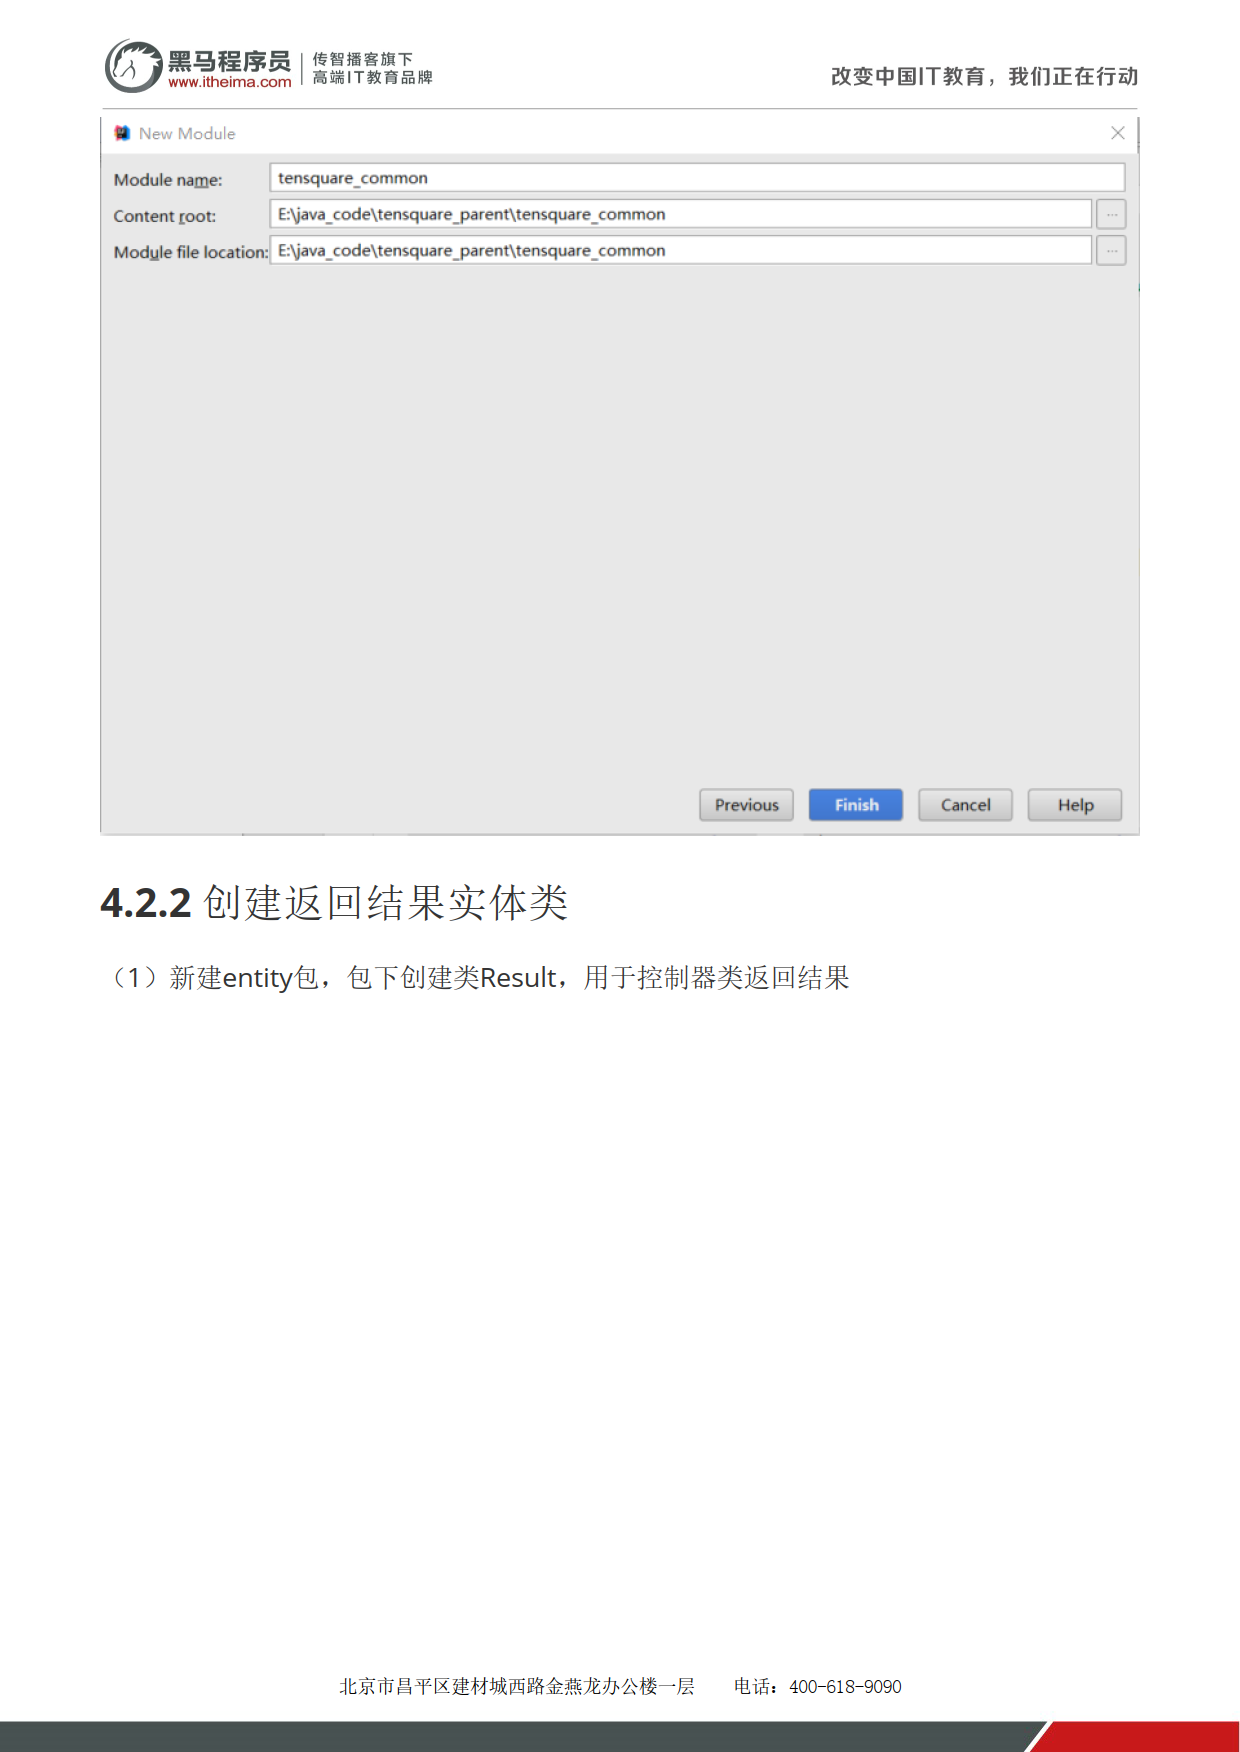 黑马程序员
www.itheima.com
传智播客旗下
高端IT教育品牌
改变中国IT教育，我们正在行动
New Module
Module name: tensquare_common
Content root: E:\java_code\tensquare_parent\tensquare_common ...
Module file location: E:\java_code\tensquare_parent\tensquare_common ...
Previous Finish Cancel Help
4.2.2 创建返回结果实体类
（1）新建entity包，包下创建类Result，用于控制器类返回结果
北京市昌平区建材城西路金燕龙办公楼一层 电话：400-618-9090